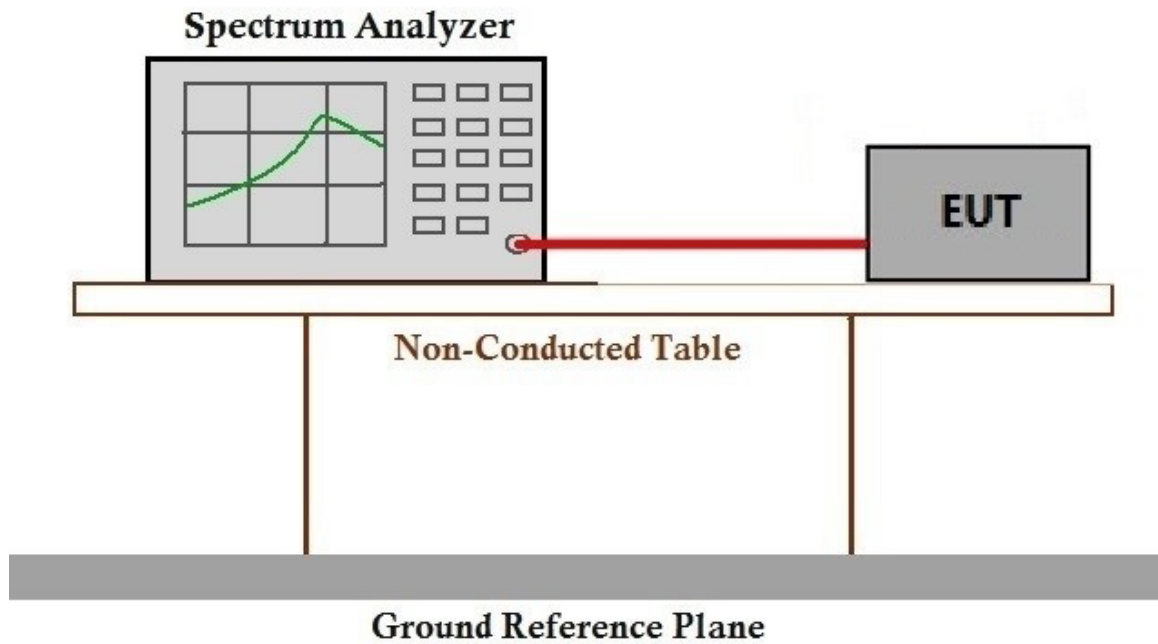 Spectrum Analyzer
EUT
Non-Conducted Table
Ground Reference Plane